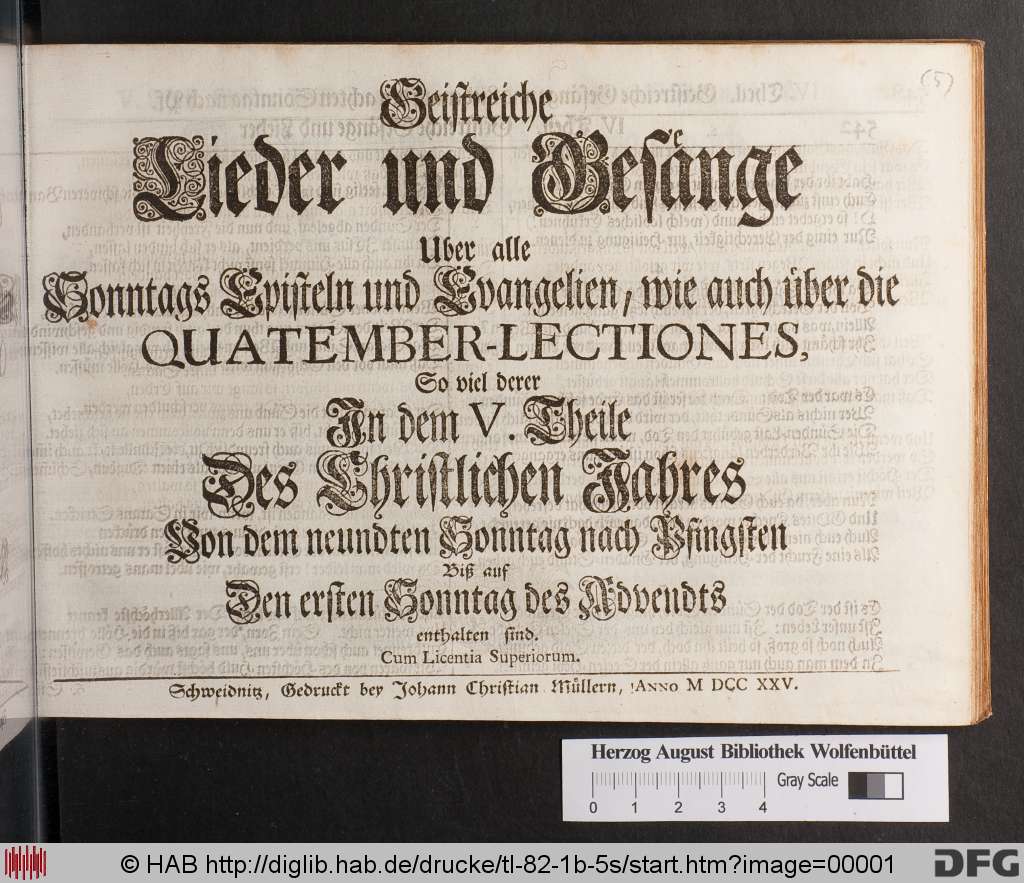 (5)
Geistreiche
Lieder und Gesånge
Uber alle
Sonntags Episteln und Evangelien, wie auch über die
QUATEMBER-LECTIONES,
So viel derer
In dem V. Theile
Des Christlichen Jahres
Von dem neundten Sonntag nach Pfingsten
Biß auf
Den ersten Sonntag des Advendts
enthalten sind.
Cum Licentia Superiorum.
Schweidnitz, Gedruckt bey Johann Christian Müllern, Anno M DCC XXV.
Herzog August Bibliothek Wolfenbüttel
0 1 2 3 4 Gray Scale
© HAB http://diglib.hab.de/drucke/tl-82-1b-5s/start.htm?image=00001
DFG